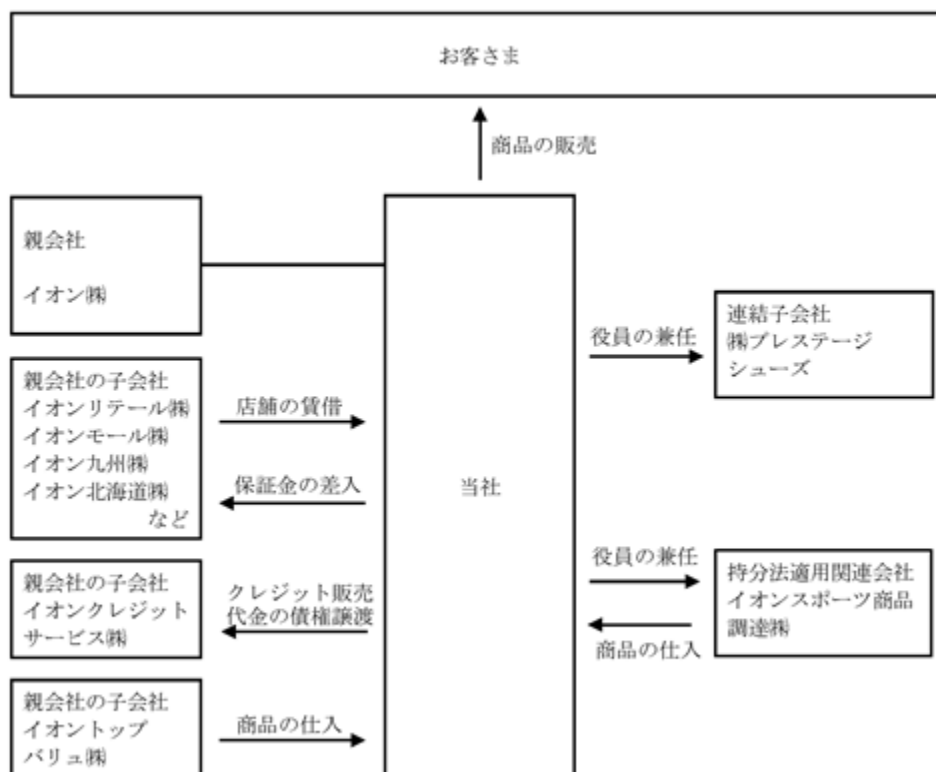 お客さま
商品の販売
親会社
イオン㈱
親会社の子会社
イオンリテール㈱
イオンモール㈱
イオン九州㈱
イオン北海道㈱
など
店舗の賃借
保証金の差入
親会社の子会社
イオンクレジット
サービス㈱
クレジット販売
代金の債権譲渡
親会社の子会社
イオントップ
バリュ㈱
商品の仕入
当社
役員の兼任
連結子会社
㈱プレステージ
シューズ
役員の兼任
商品の仕入
持分法適用関連会社
イオンスポーツ商品
調達㈱